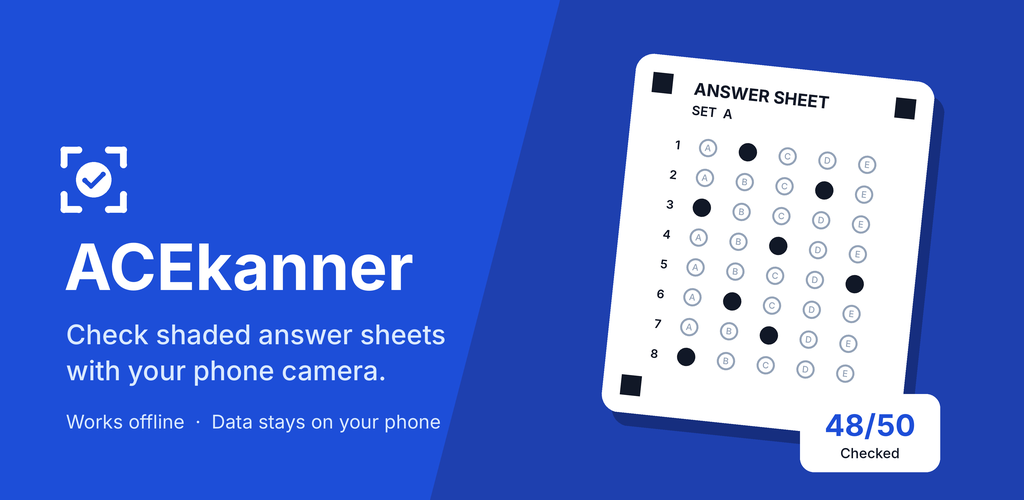 ACEkanner
Check shaded answer sheets
with your phone camera.
Works offline · Data stays on your phone
ANSWER SHEET
SET A
1 A C D E
2 A B C E
3 B C D E
4 A B D E
5 A B C D
6 A C D E
7 A B D E
8 B C D E
48/50
Checked